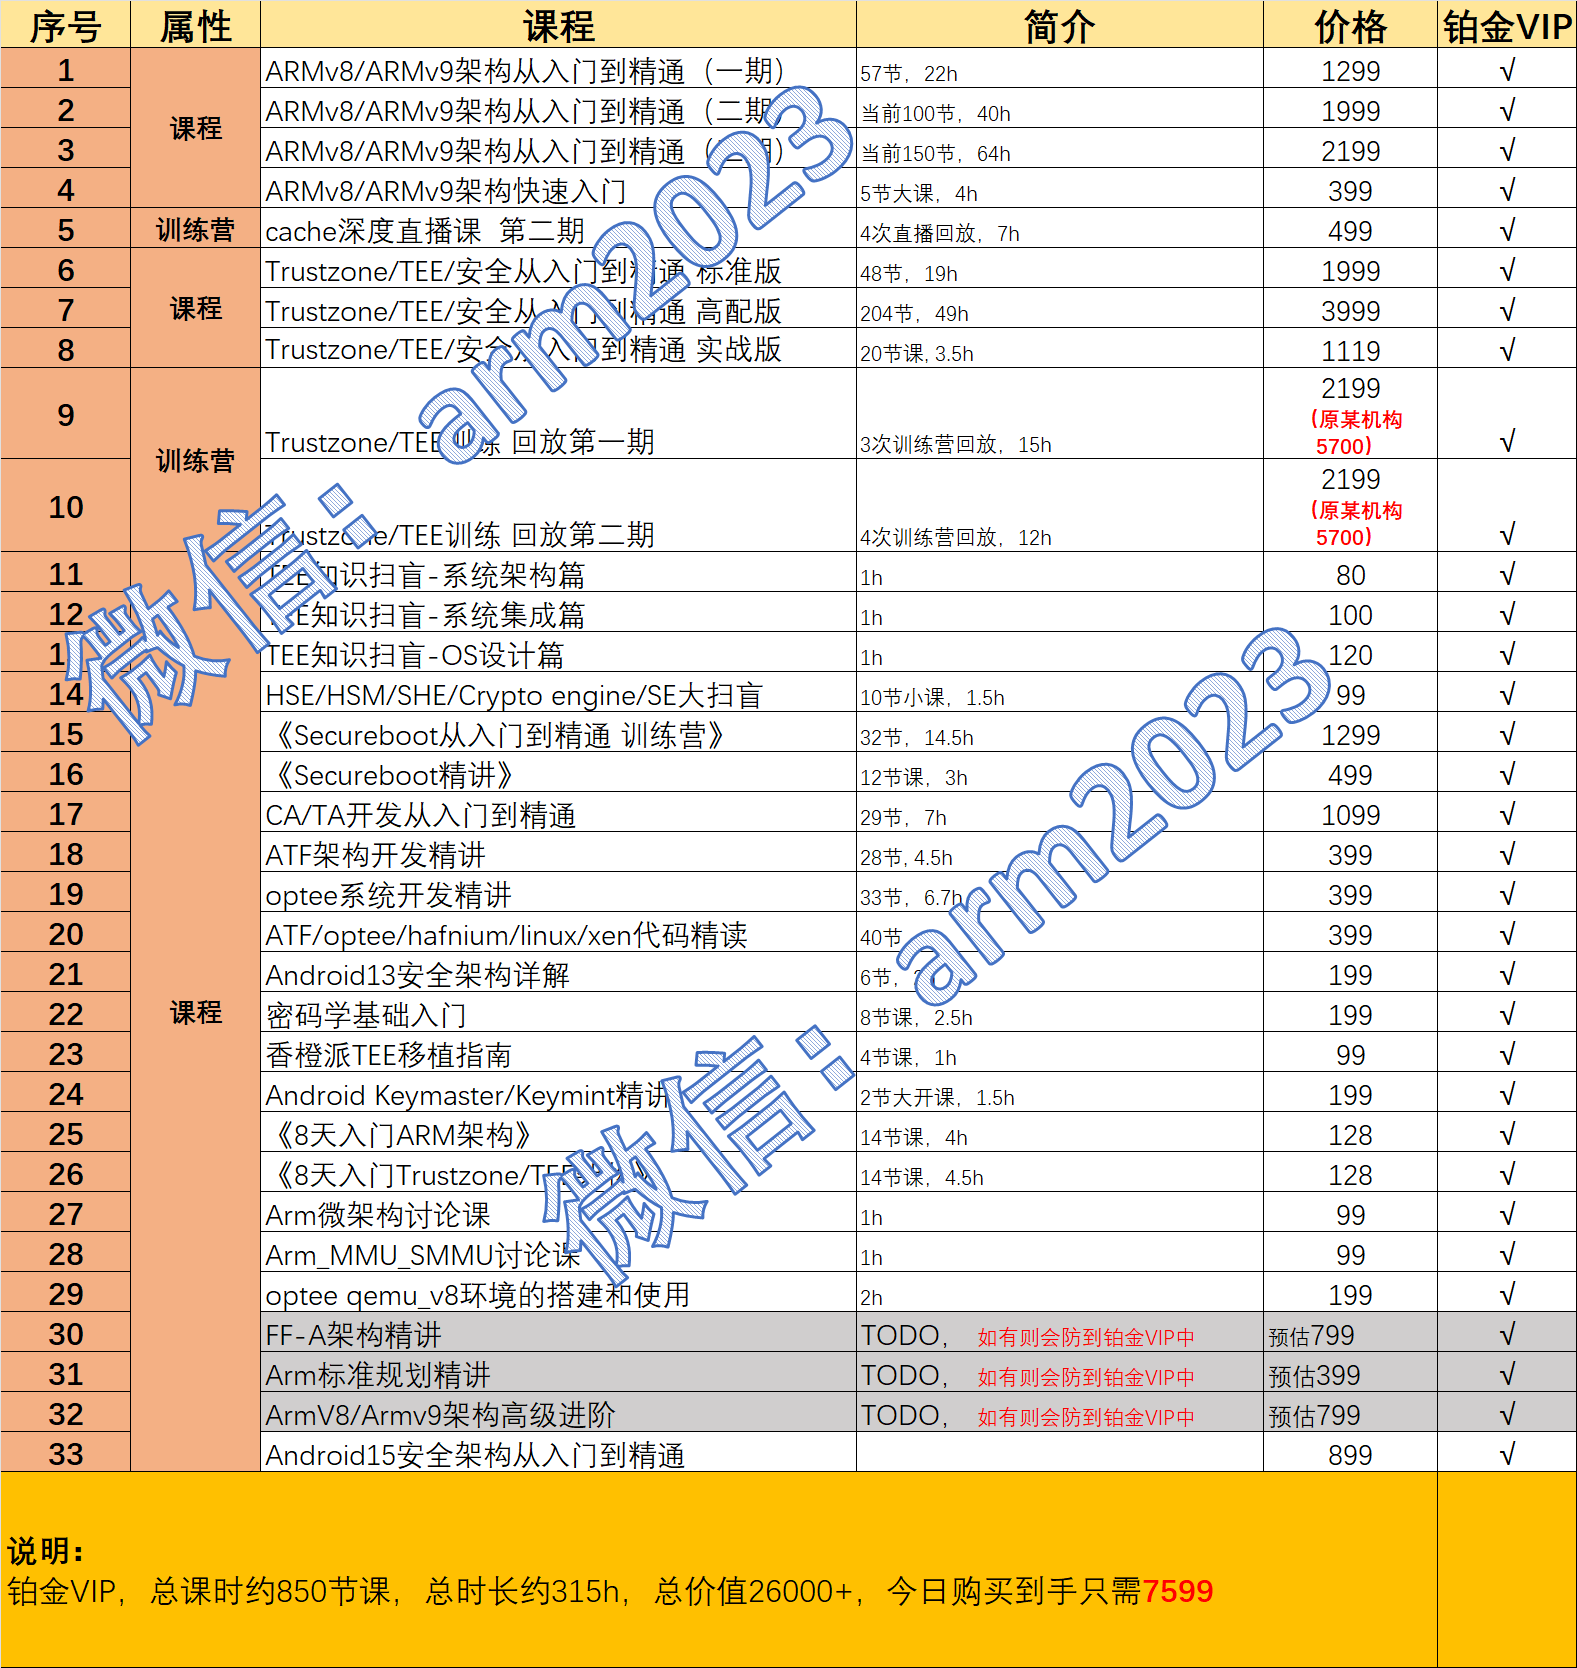 序号 属性 课程 简介 价格 铂金VIP
1 课程 ARMv8/ARMv9架构从入门到精通（一期） 57节，22h 1299 √
2 ARMv8/ARMv9架构从入门到精通（二期） 当前100节，40h 1999 √
3 ARMv8/ARMv9架构从入门到精通（ 期） 当前150节，64h 2199 √
4 ARMv8/ARMv9架构快速入门 5节大课，4h 399 √
5 训练营 cache深度直播课 第二期 4次直播回放，7h 499 √
6 课程 Trustzone/TEE/安全从入门到精通 标准版 48节，19h 1999 √
7 Trustzone/TEE/安全从入门到精通 高配版 204节，49h 3999 √
8 Trustzone/TEE/安全从入门到精通 实战版 20节课, 3.5h 1119 √
9 训练营 Trustzone/TEE训练 回放第一期 3次训练营回放，15h 2199
（原某机构
5700） √
10 Trustzone/TEE训练 回放第二期 4次训练营回放，12h 2199
（原某机构
5700） √
11 课程 TEE知识扫盲-系统架构篇 1h 80 √
12 TEE知识扫盲-系统集成篇 1h 100 √
1 TEE知识扫盲-OS设计篇 1h 120 √
14 HSE/HSM/SHE/Crypto engine/SE大扫盲 10节小课，1.5h 99 √
15 《Secureboot从入门到精通 训练营》 32节，14.5h 1299 √
16 《Secureboot精讲》 12节课，3h 499 √
17 CA/TA开发从入门到精通 29节，7h 1099 √
18 ATF架构开发精讲 28节, 4.5h 399 √
19 optee系统开发精讲 33节，6.7h 399 √
20 ATF/optee/hafnium/linux/xen代码精读 40节 399 √
21 Android13安全架构详解 6节， 199 √
22 密码学基础入门 8节课，2.5h 199 √
23 香橙派TEE移植指南 4节课，1h 99 √
24 Android Keymaster/Keymint精讲 2节大开课，1.5h 199 √
25 《8天入门ARM架构》 14节课，4h 128 √
26 《8天入门Trustzone/TEE 》 14节课，4.5h 128 √
27 Arm微架构讨论课 1h 99 √
28 Arm_MMU_SMMU讨论课 1h 99 √
29 optee qemu_v8环境的搭建和使用 2h 199 √
30 FF-A架构精讲 TODO， 如有则会防到铂金VIP中 预估799 √
31 Arm标准规划精讲 TODO， 如有则会防到铂金VIP中 预估399 √
32 ArmV8/Armv9架构高级进阶 TODO， 如有则会防到铂金VIP中 预估799 √
33 Android15安全架构从入门到精通 899 √
说明：
铂金VIP，总课时约850节课，总时长约315h，总价值26000+，今日购买到手只需7599
微信：arm2023
微信：arm2023